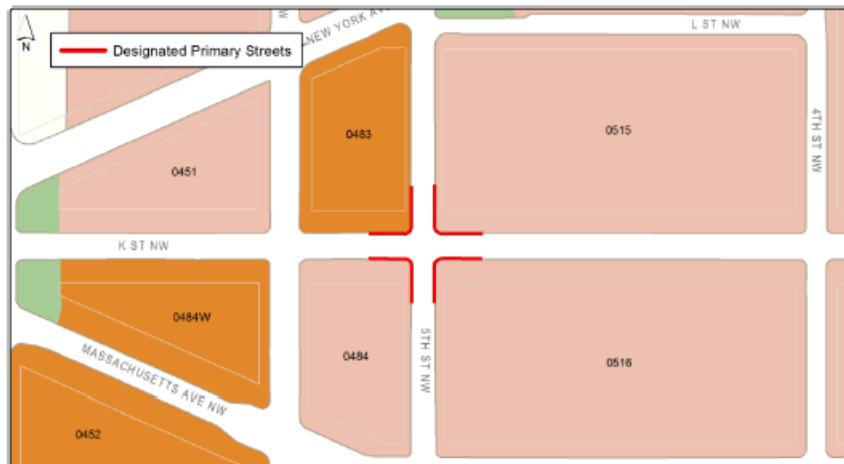 NEW YORK AVE
L ST NW
N
Designated Primary Streets
4TH ST NW
0483
0515
0451
K ST NW
0484W
5TH ST NW
0484
0516
MASSACHUSETTS AVE NW
0452